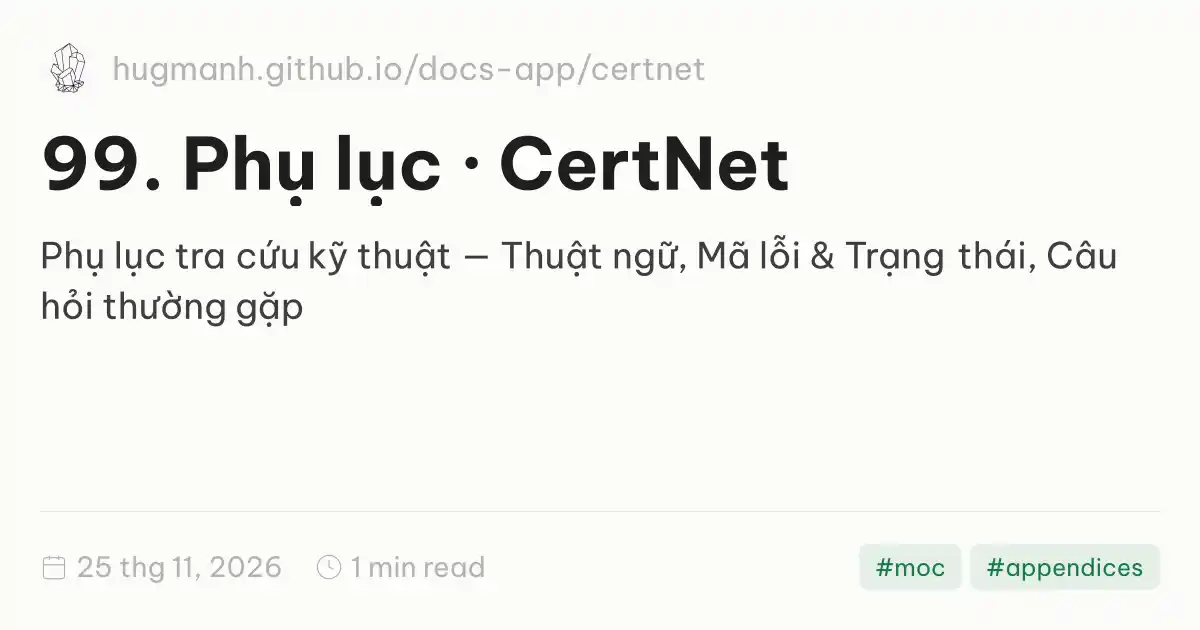 hugmanh.github.io/docs-app/certnet
99. Phụ lục · CertNet
Phụ lục tra cứu kỹ thuật — Thuật ngữ, Mã lỗi & Trạng thái, Câu
hỏi thường gặp
25 thg 11, 2026 1 min read #moc #appendices